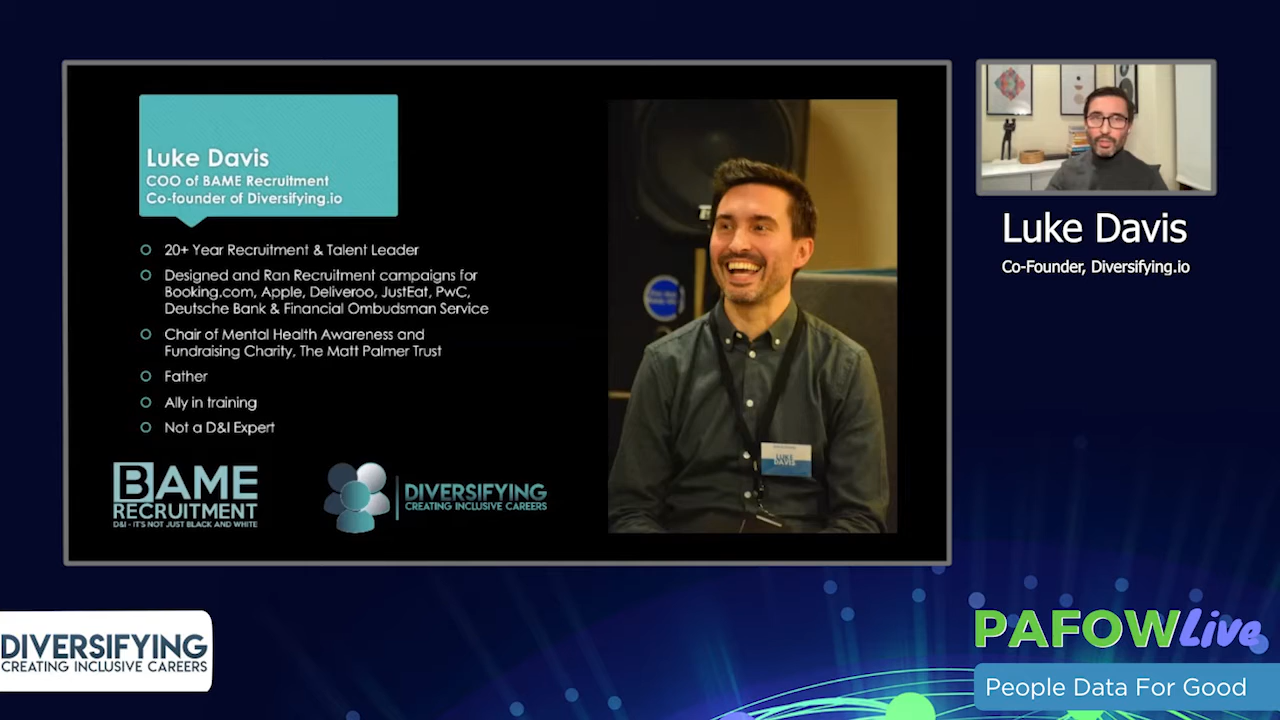 Luke Davis
COO of BAME Recruitment
Co-founder of Diversifying.io
20+ Year Recruitment & Talent Leader
Designed and Ran Recruitment campaigns for
Booking.com, Apple, Deliveroo, JustEat, PwC,
Deutsche Bank & Financial Ombudsman Service
Chair of Mental Health Awareness and
Fundraising Charity, The Matt Palmer Trust
Father
Ally in training
Not a D&I Expert
BAME
RECRUITMENT
D&I - IT'S NOT JUST BLACK AND WHITE
DIVERSIFYING
CREATING INCLUSIVE CAREERS
LUKE
DAVIS
Luke Davis
Co-Founder, Diversifying.io
DIVERSIFYING
CREATING INCLUSIVE CAREERS
PAFOWLive
People Data For Good